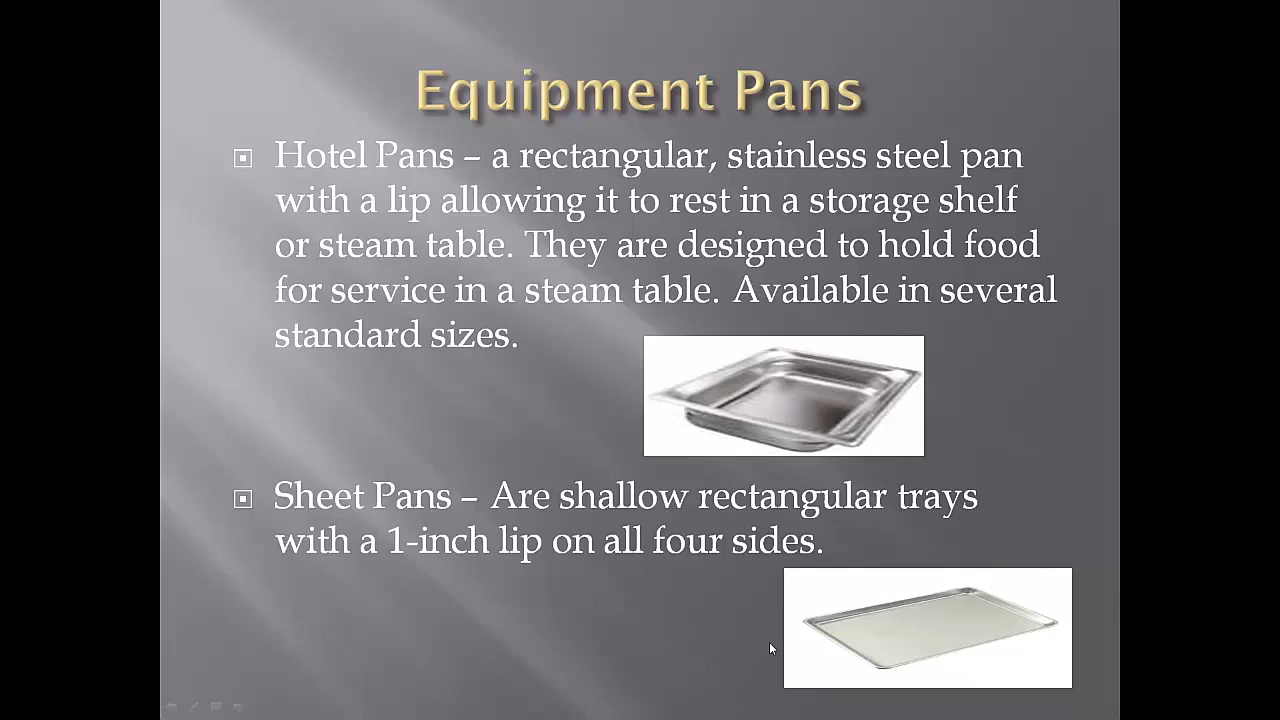 Equipment Pans
Hotel Pans – a rectangular, stainless steel pan
with a lip allowing it to rest in a storage shelf
or steam table. They are designed to hold food
for service in a steam table. Available in several
standard sizes.
Sheet Pans – Are shallow rectangular trays
with a 1-inch lip on all four sides.